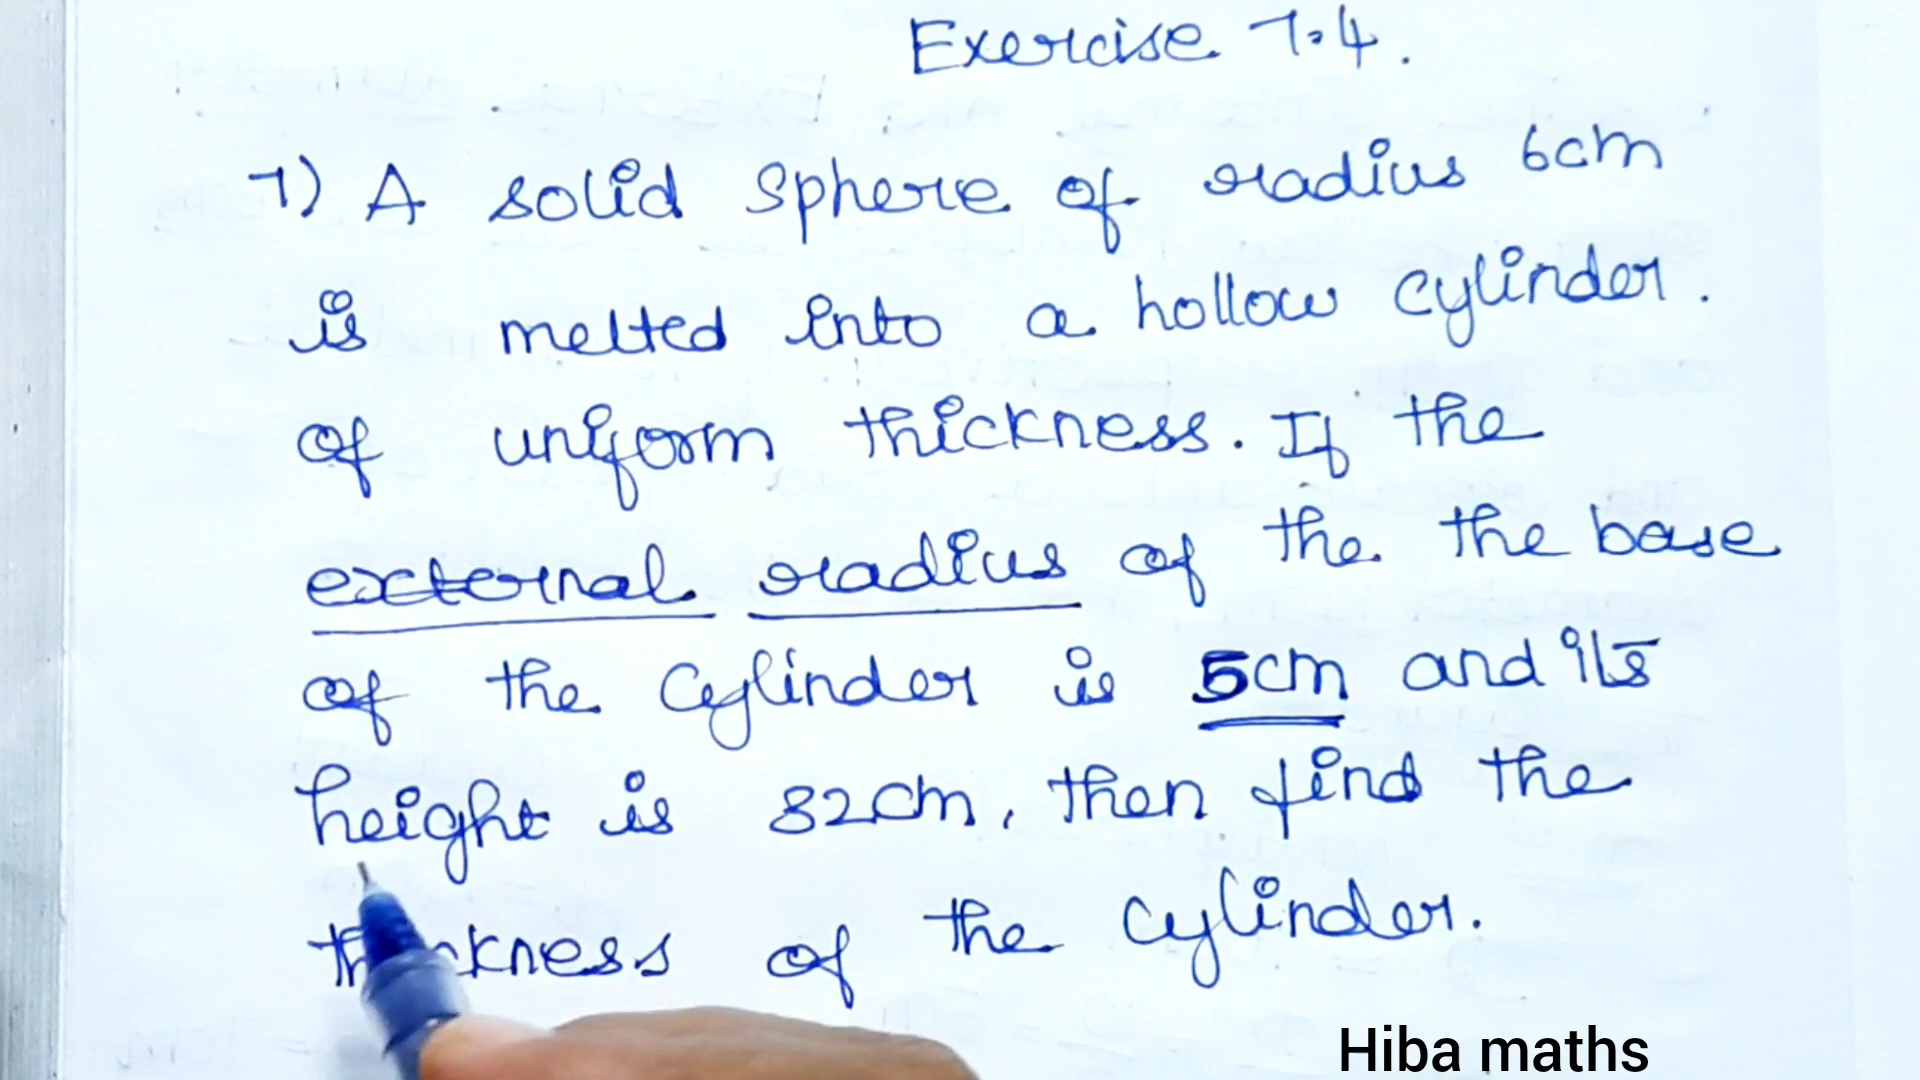 Exercise 7.4.
7) A solid sphere of radius 6cm
is melted into a hollow cylinder.
of uniform thickness. If the
external radius of the the base
of the cylinder is 5cm and its
height is 32cm, then find the
thickness of the cylinder.
Hiba maths